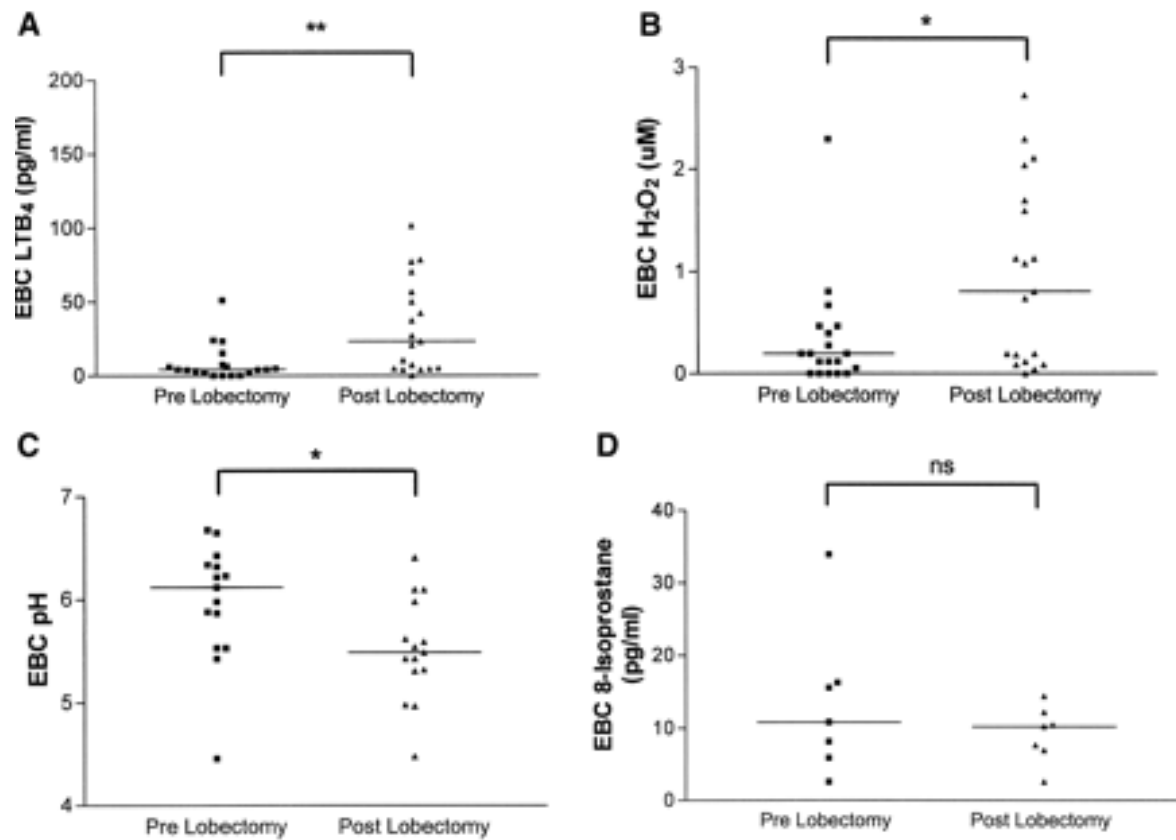 A
**
EBC LTB₄ (pg/ml)
200
150
100
50
0
Pre Lobectomy Post Lobectomy
B
*
EBC H₂O₂ (uM)
3
2
1
0
Pre Lobectomy Post Lobectomy
C
*
EBC pH
7
6
5
4
Pre Lobectomy Post Lobectomy
D
ns
EBC 8-Isoprostane
(pg/ml)
40
30
20
10
0
Pre Lobectomy Post Lobectomy